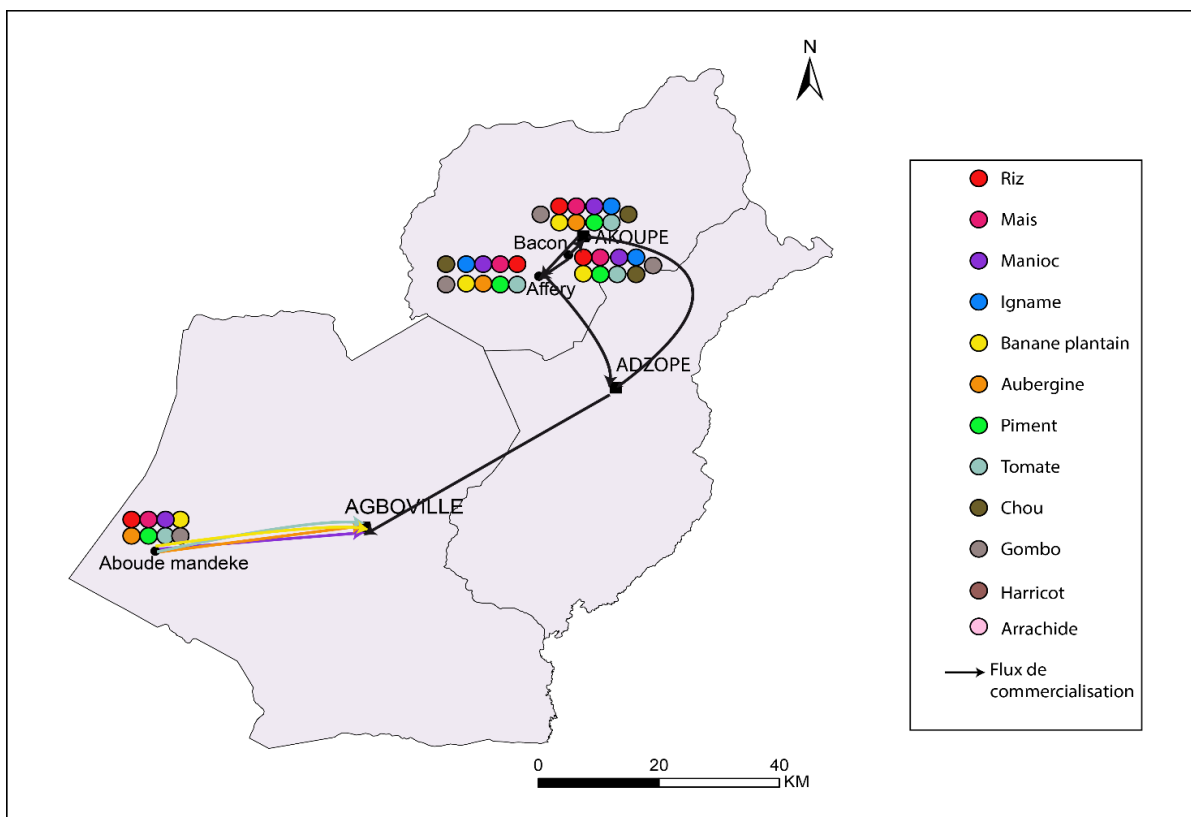 N
Bacon
AKOUPE
Affery
ADZOPE
AGBOVILLE
Aboude mandeke
Riz
Mais
Manioc
Igname
Banane plantain
Aubergine
Piment
Tomate
Chou
Gombo
Harricot
Arrachide
Flux de
commercialisation
0 20 40
KM